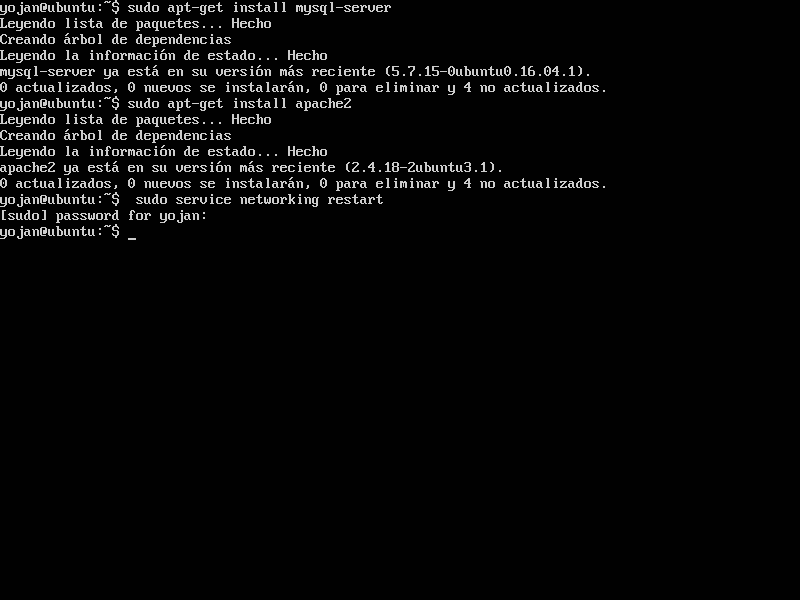 yojan@ubuntu:~$ sudo apt-get install mysql-server
Leyendo lista de paquetes... Hecho
Creando árbol de dependencias
Leyendo la información de estado... Hecho
mysql-server ya está en su versión más reciente (5.7.15-0ubuntu0.16.04.1).
0 actualizados, 0 nuevos se instalarán, 0 para eliminar y 4 no actualizados.
yojan@ubuntu:~$ sudo apt-get install apache2
Leyendo lista de paquetes... Hecho
Creando árbol de dependencias
Leyendo la información de estado... Hecho
apache2 ya está en su versión más reciente (2.4.18-2ubuntu3.1).
0 actualizados, 0 nuevos se instalarán, 0 para eliminar y 4 no actualizados.
yojan@ubuntu:~$  sudo service networking restart
[sudo] password for yojan:
yojan@ubuntu:~$ _